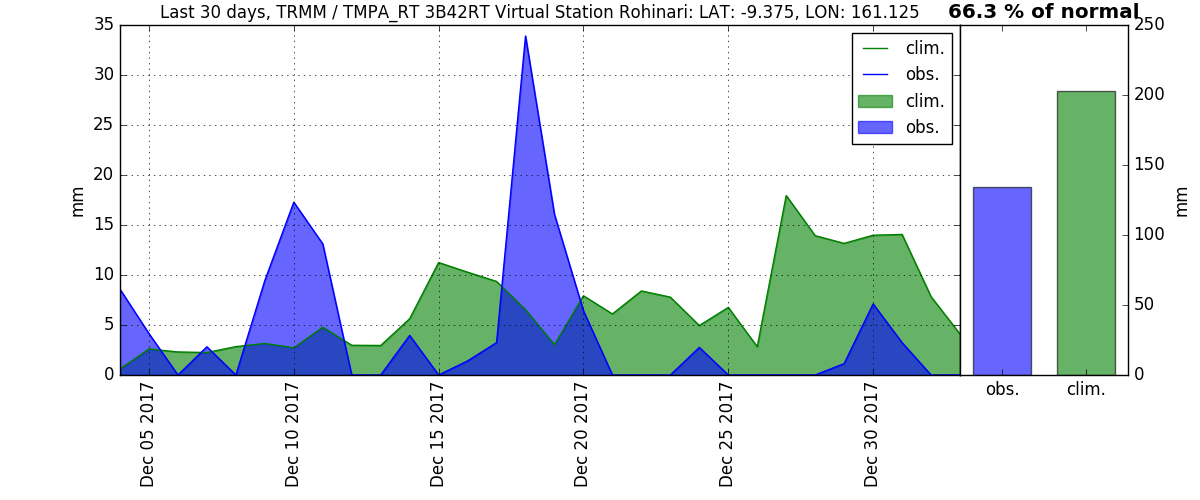 Last 30 days, TRMM / TMPA_RT 3B42RT Virtual Station Rohinari: LAT: -9.375, LON: 161.125
66.3 % of normal
35
30
25
20
15
10
5
0
mm
clim.
obs.
clim.
obs.
Dec 05 2017
Dec 10 2017
Dec 15 2017
Dec 20 2017
Dec 25 2017
Dec 30 2017
250
200
150
100
50
0
mm
obs.
clim.